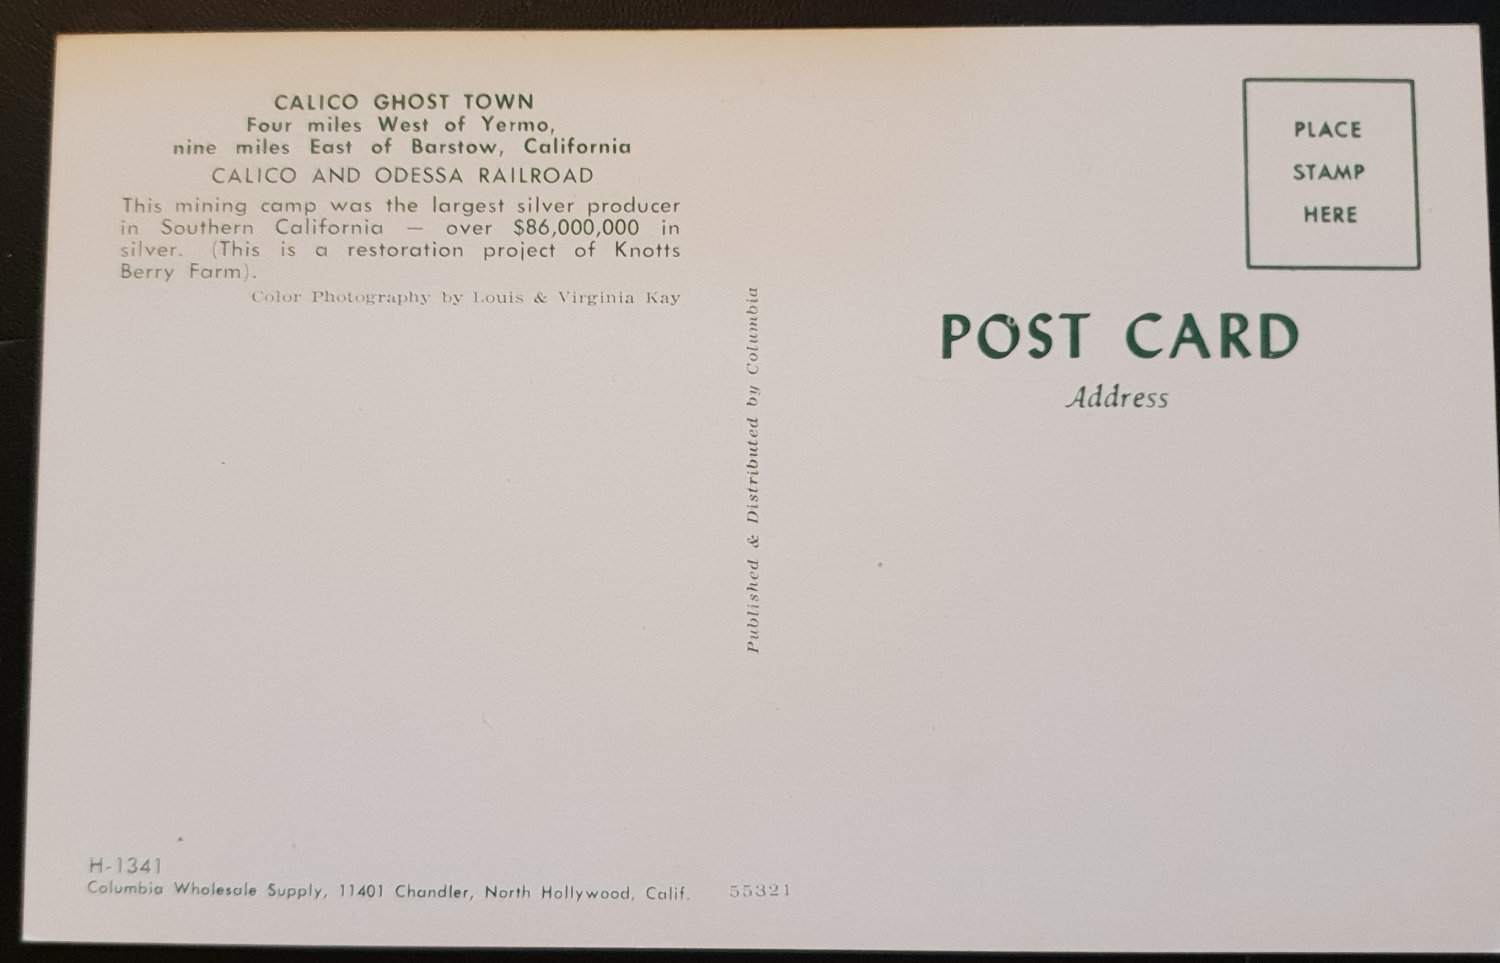 CALICO GHOST TOWN
Four miles West of Yermo,
nine miles East of Barstow, California
CALICO AND ODESSA RAILROAD
This mining camp was the largest silver producer
in Southern California — over $86,000,000 in
silver. (This is a restoration project of Knotts
Berry Farm).
Color Photography by Louis & Virginia Kay
Published & Distributed by Columbia
PLACE
STAMP
HERE
POST CARD
Address
H-1341
Columbia Wholesale Supply, 11401 Chandler, North Hollywood, Calif. 55321